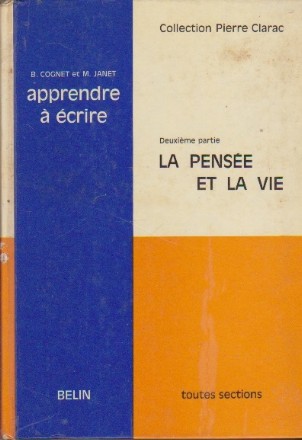 Collection Pierre Clarac
B. COGNET et M. JANET
apprendre
à écrire
Deuxième partie
LA PENSÉE
ET LA VIE
BELIN
toutes sections